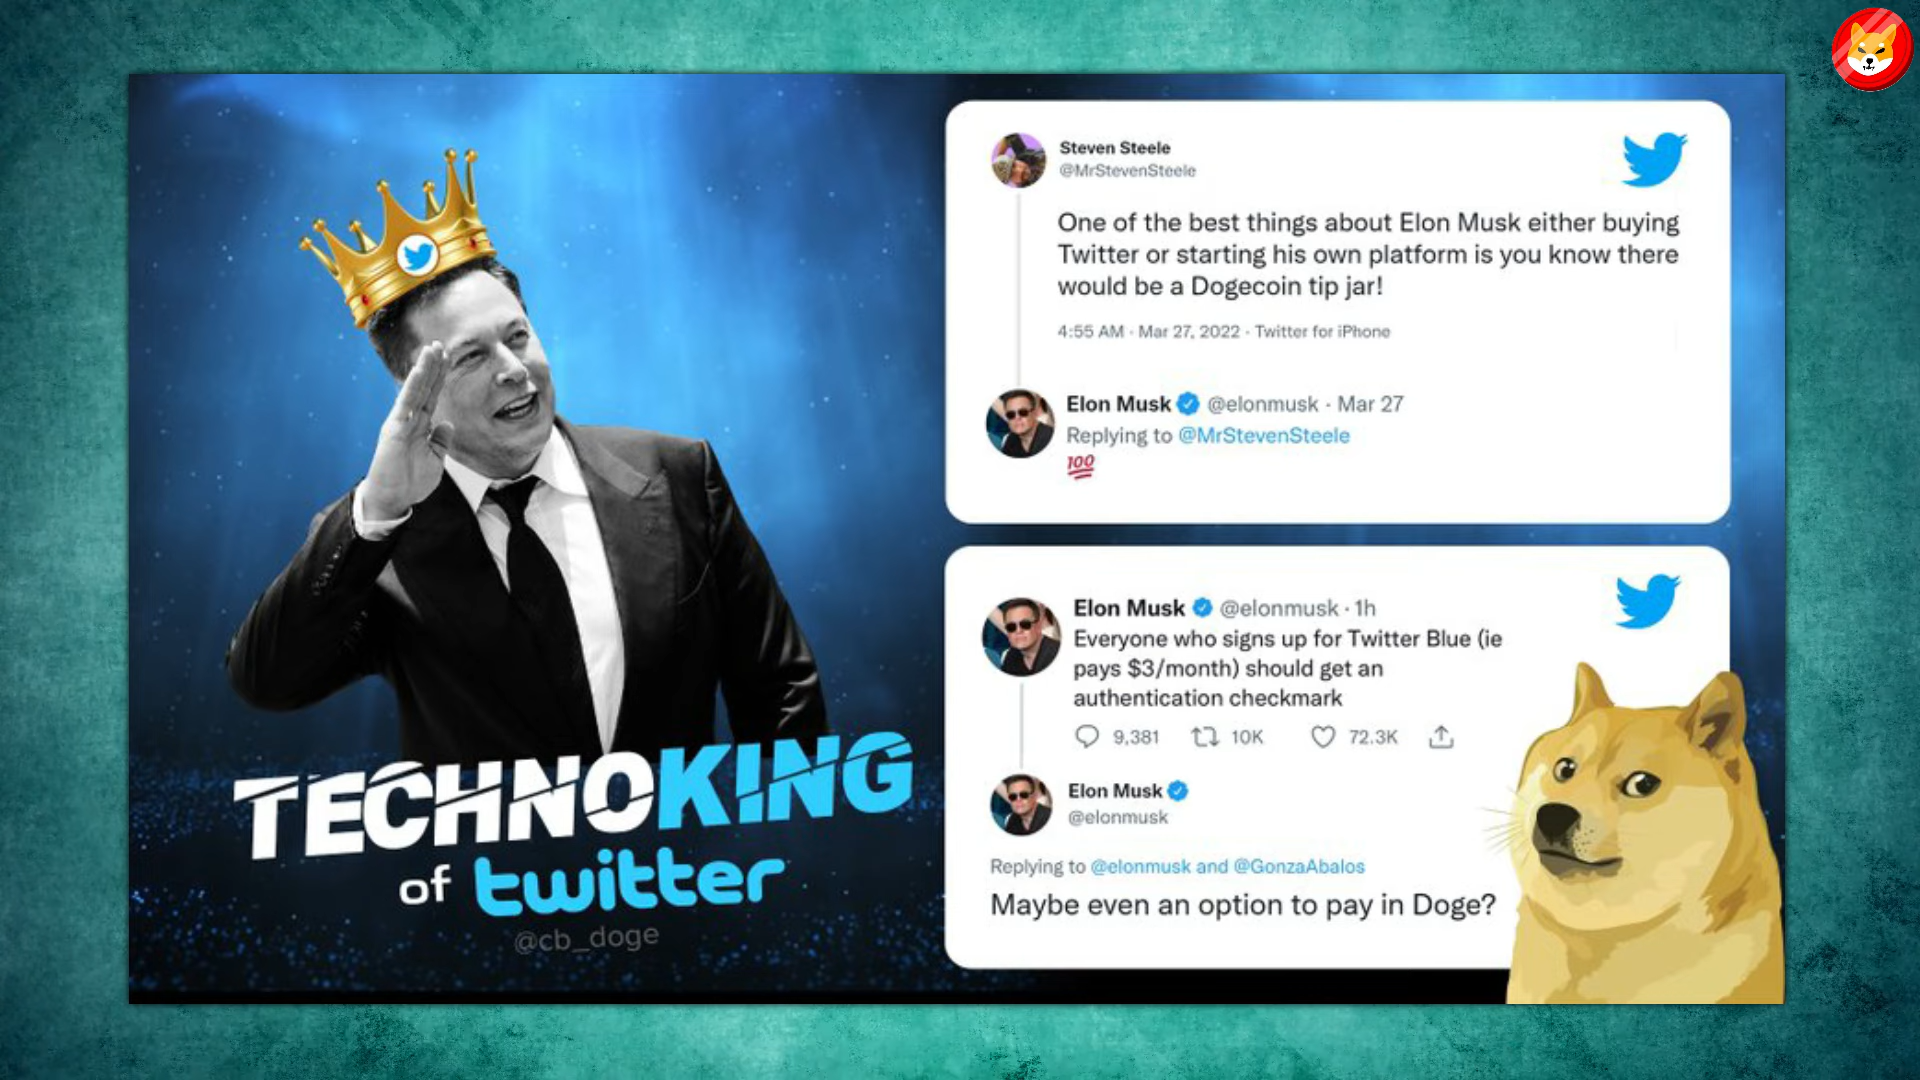 TECHNOKING
of twitter
@cb_doge
Steven Steele
@MrStevenSteele
One of the best things about Elon Musk either buying
Twitter or starting his own platform is you know there
would be a Dogecoin tip jar!
4:55 AM · Mar 27, 2022 · Twitter for iPhone
Elon Musk @elonmusk · Mar 27
Replying to @MrStevenSteele
💯
Elon Musk @elonmusk · 1h
Everyone who signs up for Twitter Blue (ie
pays $3/month) should get an
authentication checkmark
9,381 10K 72.3K
Elon Musk
@elonmusk
Replying to @elonmusk and @GonzaAbalos
Maybe even an option to pay in Doge?